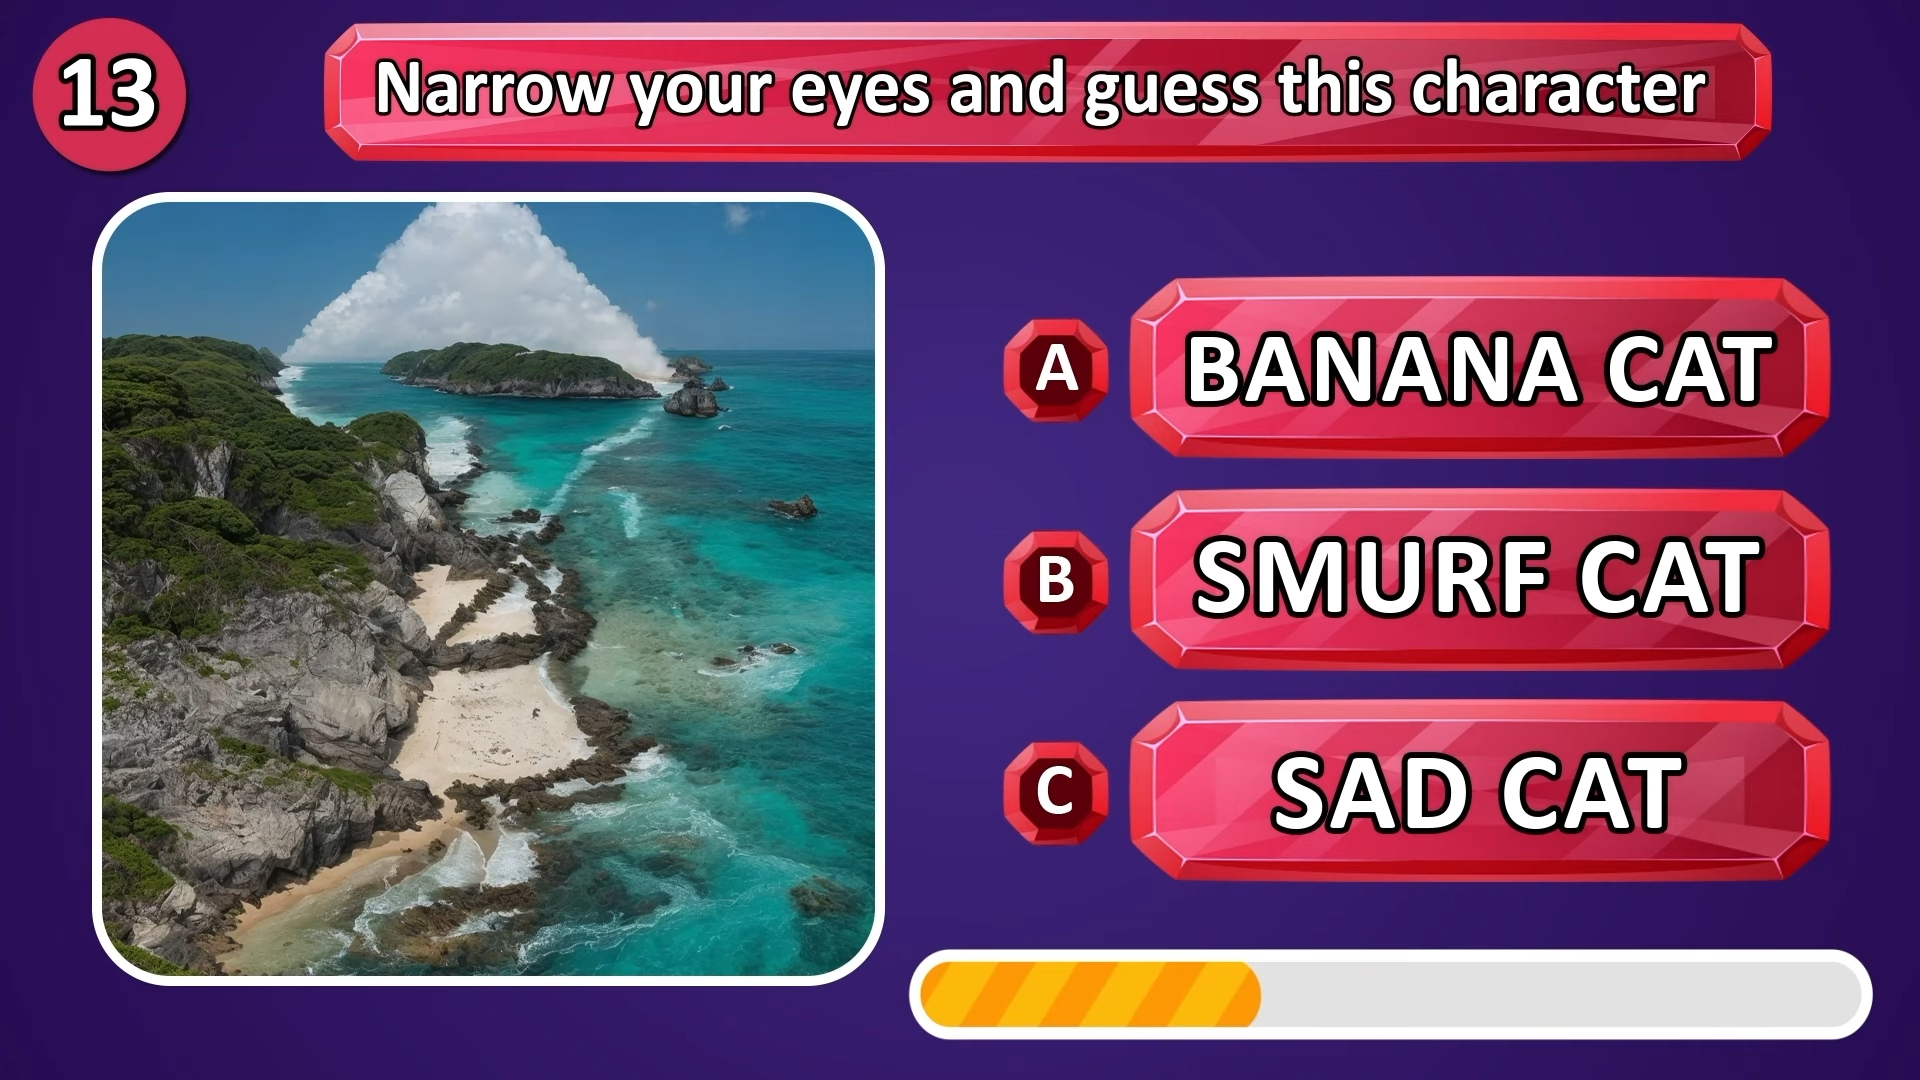 13
Narrow your eyes and guess this character
A
BANANA CAT
B
SMURF CAT
C
SAD CAT